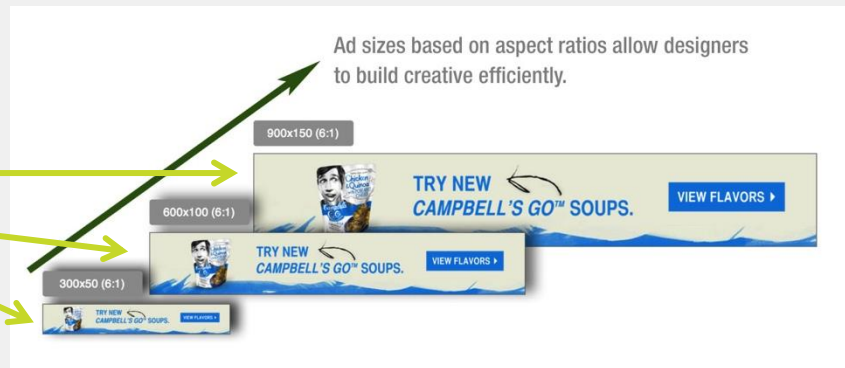 Ad sizes based on aspect ratios allow designers
to build creative efficiently.
900x150 (6:1)
TRY NEW
CAMPBELL'S GO™ SOUPS.
VIEW FLAVORS
Chicken
& Quinoa
600x100 (6:1)
TRY NEW
CAMPBELL'S GO™ SOUPS.
VIEW FLAVORS
300x50 (6:1)
TRY NEW
CAMPBELL'S GO™ SOUPS.
VIEW FLAVORS